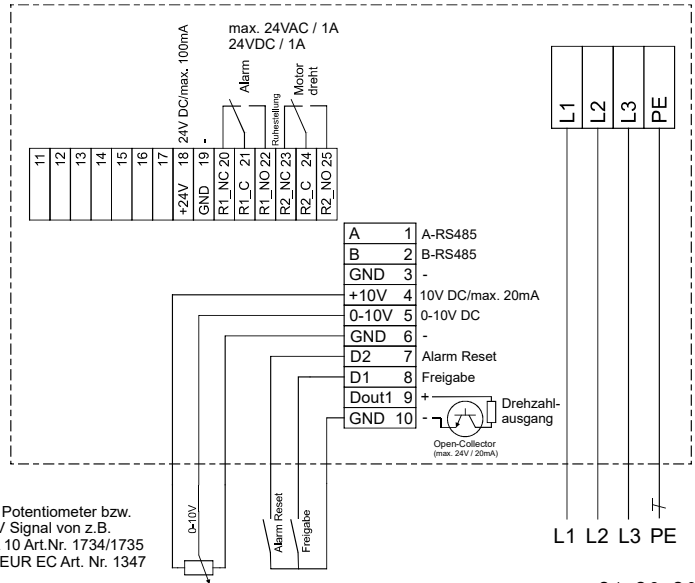 max. 24VAC / 1A
24VDC / 1A
24V DC/max. 100mA
-
Alarm
Ruhestellung
Motor
dreht
11
12
13
14
15
16
17
+24V 18
GND 19
R1_NC 20
R1_C 21
R1_NO 22
R2_NC 23
R2_C 24
R2_NO 25
L1
L2
L3
PE
A 1 A-RS485
B 2 B-RS485
GND 3 -
+10V 4 10V DC/max. 20mA
0-10V 5 0-10V DC
GND 6 -
D2 7 Alarm Reset
D1 8 Freigabe
Dout1 9 +
GND 10 -
Drehzahl-
ausgang
Open-Collector
(max. 24V / 20mA)
0-10V
Alarm Reset
Freigabe
Potentiometer bzw.
V Signal von z.B.
10 Art.Nr. 1734/1735
EUR EC Art. Nr. 1347
L1 L2 L3 PE